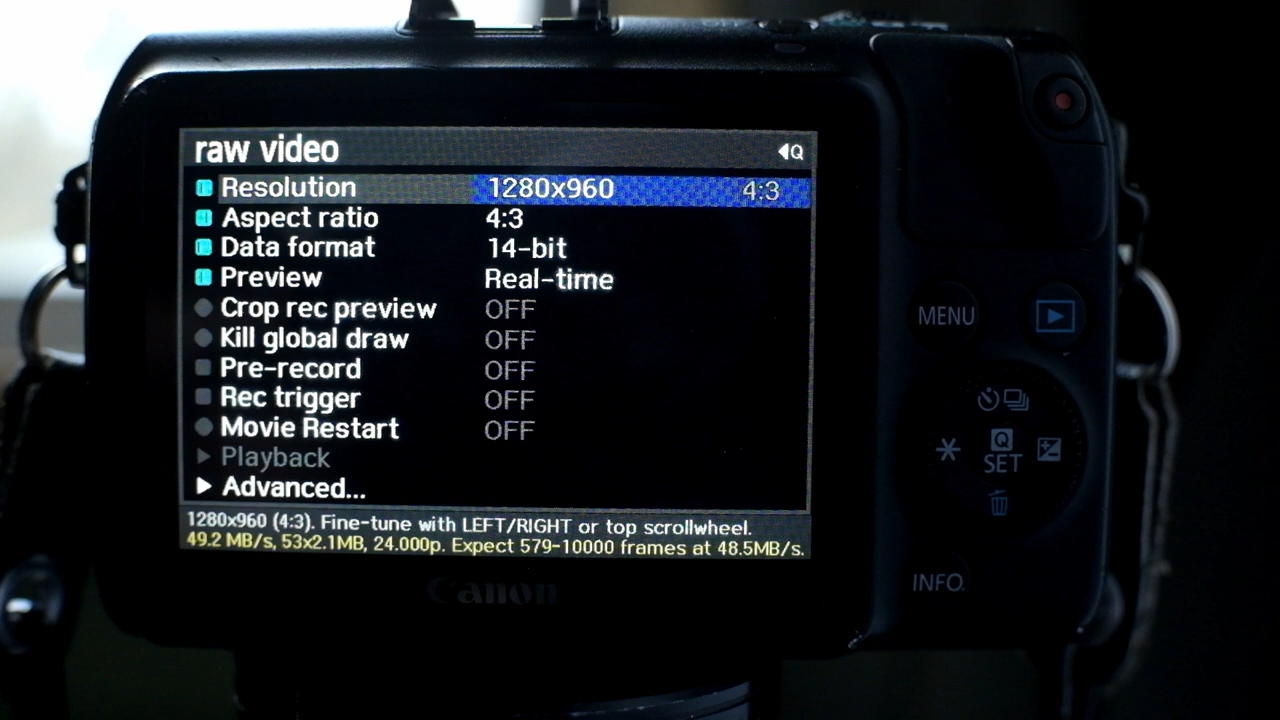 raw video Q
Resolution 1280x960 4:3
Aspect ratio 4:3
Data format 14-bit
Preview Real-time
Crop rec preview OFF
Kill global draw OFF
Pre-record OFF
Rec trigger OFF
Movie Restart OFF
Playback
Advanced...
1280x960 (4:3). Fine-tune with LEFT/RIGHT or top scrollwheel.
49.2 MB/s, 53x2.1MB, 24.000p. Expect 579-10000 frames at 48.5MB/s.
Canon
MENU
Q
SET
INFO.